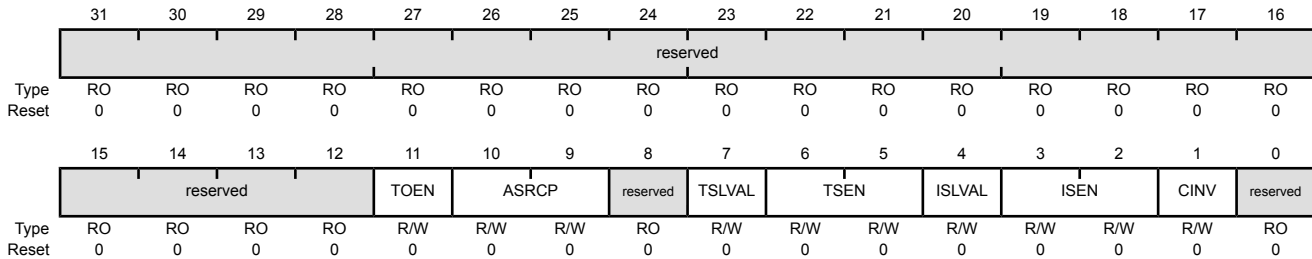 31 30 29 28 27 26 25 24 23 22 21 20 19 18 17 16
reserved
Type RO RO RO RO RO RO RO RO RO RO RO RO RO RO RO RO
Reset 0 0 0 0 0 0 0 0 0 0 0 0 0 0 0 0
15 14 13 12 11 10 9 8 7 6 5 4 3 2 1 0
reserved TOEN ASRCP reserved TSLVAL TSEN ISLVAL ISEN CINV reserved
Type RO RO RO RO R/W R/W R/W RO R/W R/W R/W R/W R/W R/W R/W RO
Reset 0 0 0 0 0 0 0 0 0 0 0 0 0 0 0 0